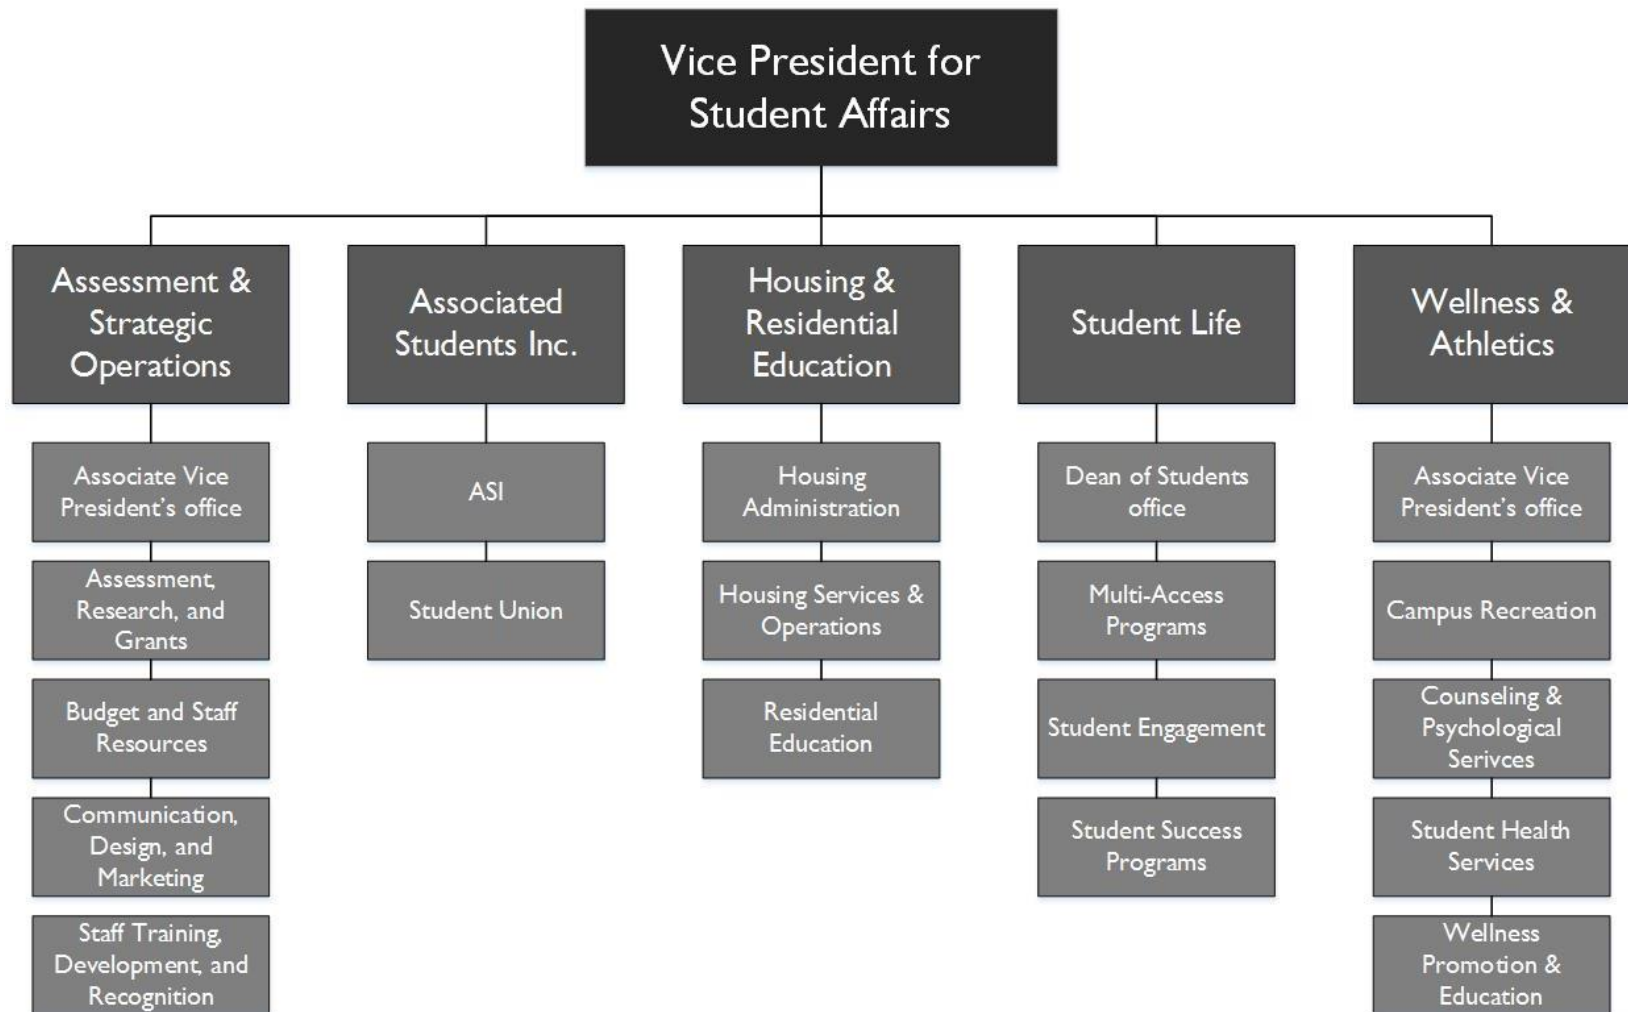 Vice President for
Student Affairs
Assessment &
Strategic
Operations
Associated
Students Inc.
Housing &
Residential
Education
Student Life
Wellness &
Athletics
Associate Vice
President’s office
Assessment,
Research, and
Grants
Budget and Staff
Resources
Communication,
Design, and
Marketing
Staff Training,
Development, and
Recognition
ASI
Student Union
Housing
Administration
Housing Services &
Operations
Residential
Education
Dean of Students
office
Multi-Access
Programs
Student Engagement
Student Success
Programs
Associate Vice
President’s office
Campus Recreation
Counseling &
Psychological
Serivces
Student Health
Services
Wellness
Promotion &
Education